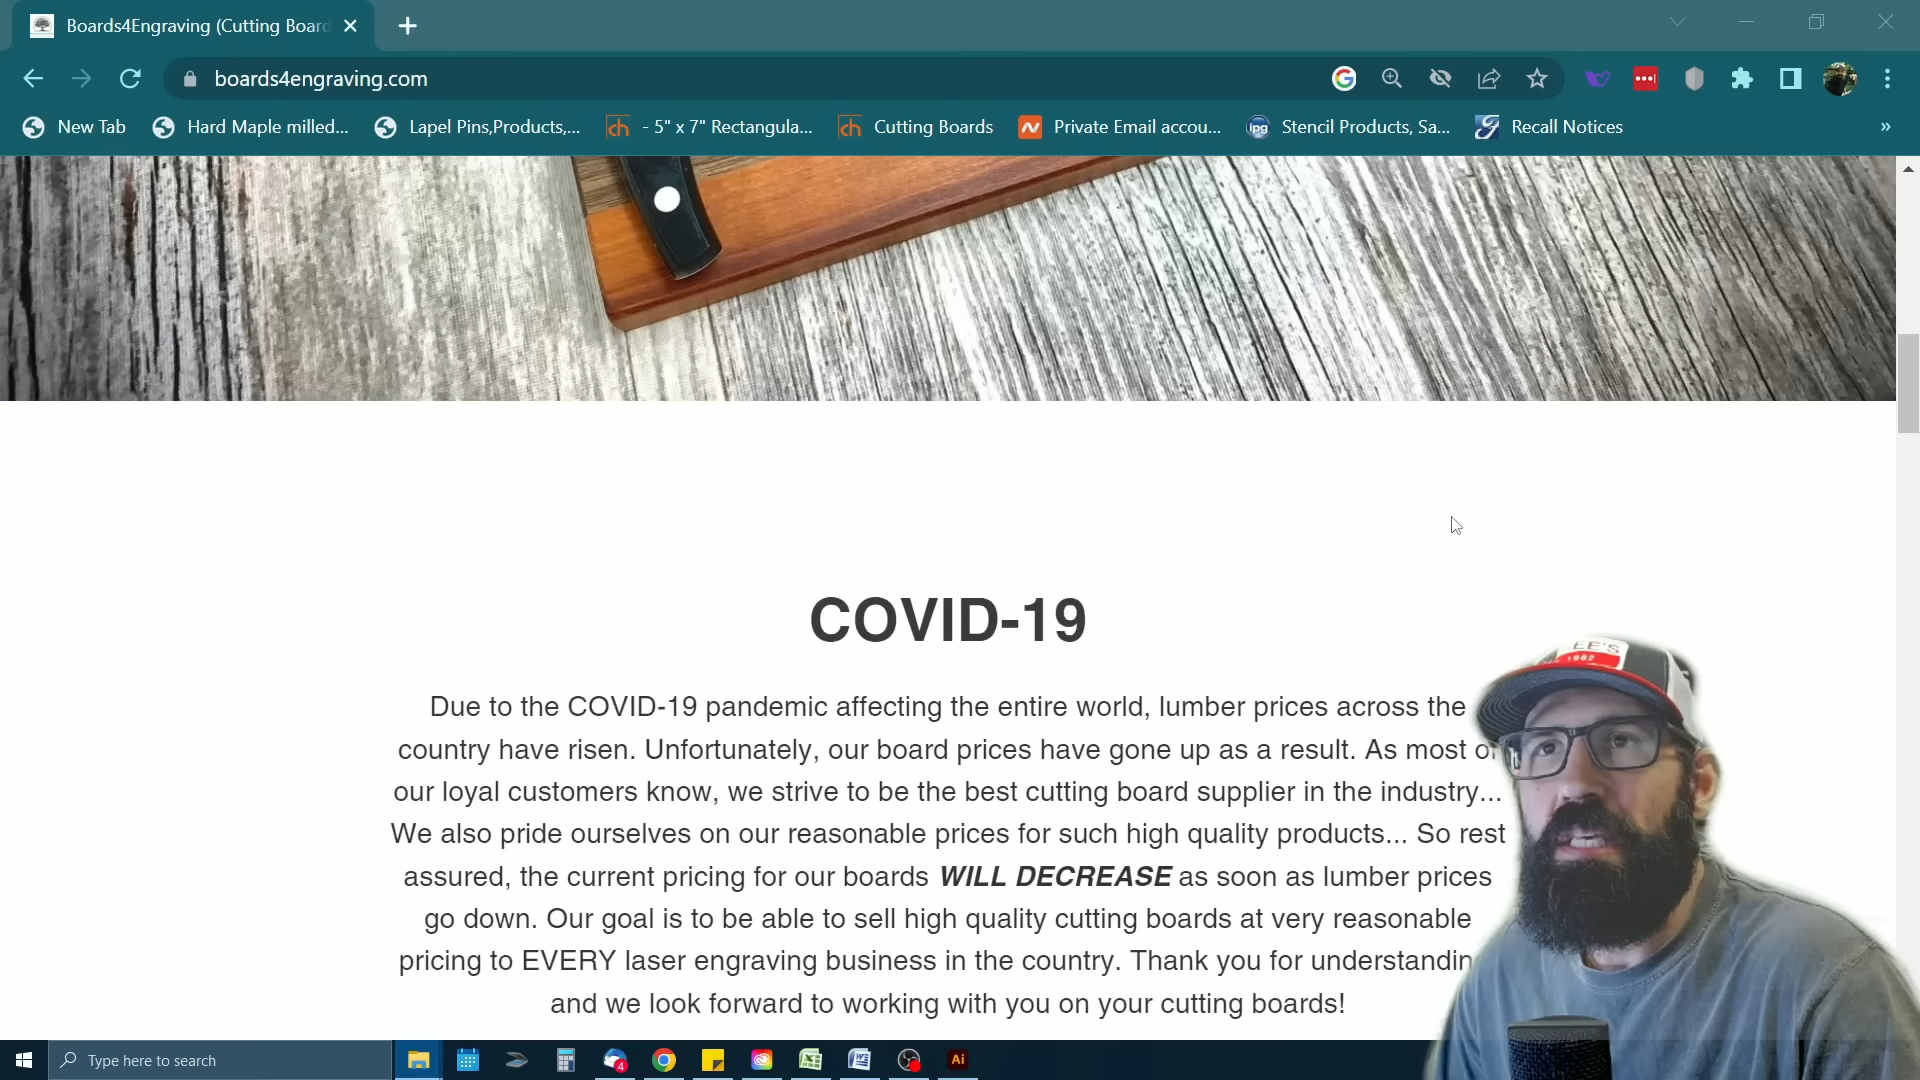 Boards4Engraving (Cutting Board
boards4engraving.com
New Tab
Hard Maple milled...
Lapel Pins,Products,...
- 5" x 7" Rectangula...
Cutting Boards
Private Email accou...
Stencil Products, Sa...
Recall Notices
COVID-19
Due to the COVID-19 pandemic affecting the entire world, lumber prices across the
country have risen. Unfortunately, our board prices have gone up as a result. As most of
our loyal customers know, we strive to be the best cutting board supplier in the industry...
We also pride ourselves on our reasonable prices for such high quality products... So rest
assured, the current pricing for our boards WILL DECREASE as soon as lumber prices
go down. Our goal is to be able to sell high quality cutting boards at very reasonable
pricing to EVERY laser engraving business in the country. Thank you for understandin
and we look forward to working with you on your cutting boards!
1982
Type here to search
4
Ai